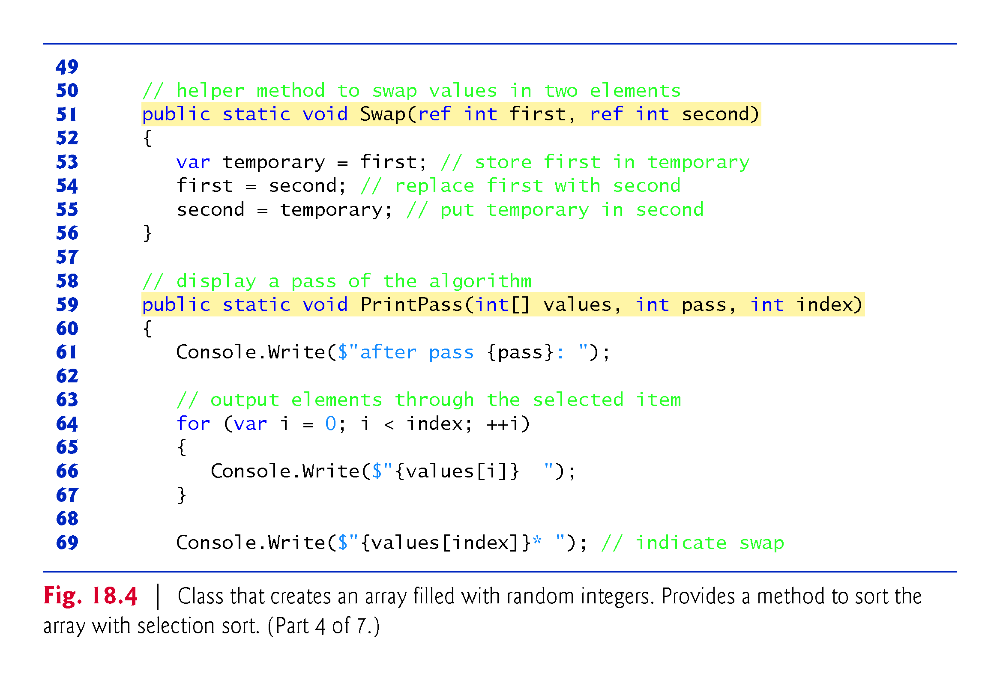 49
50 // helper method to swap values in two elements
51 public static void Swap(ref int first, ref int second)
52 {
53    var temporary = first; // store first in temporary
54    first = second; // replace first with second
55    second = temporary; // put temporary in second
56 }
57
58 // display a pass of the algorithm
59 public static void PrintPass(int[] values, int pass, int index)
60 {
61    Console.Write($"after pass {pass}: ");
62
63    // output elements through the selected item
64    for (var i = 0; i < index; ++i)
65    {
66       Console.Write($"{values[i]}  ");
67    }
68
69    Console.Write($"{values[index]}* "); // indicate swap
Fig. 18.4 | Class that creates an array filled with random integers. Provides a method to sort the
array with selection sort. (Part 4 of 7.)